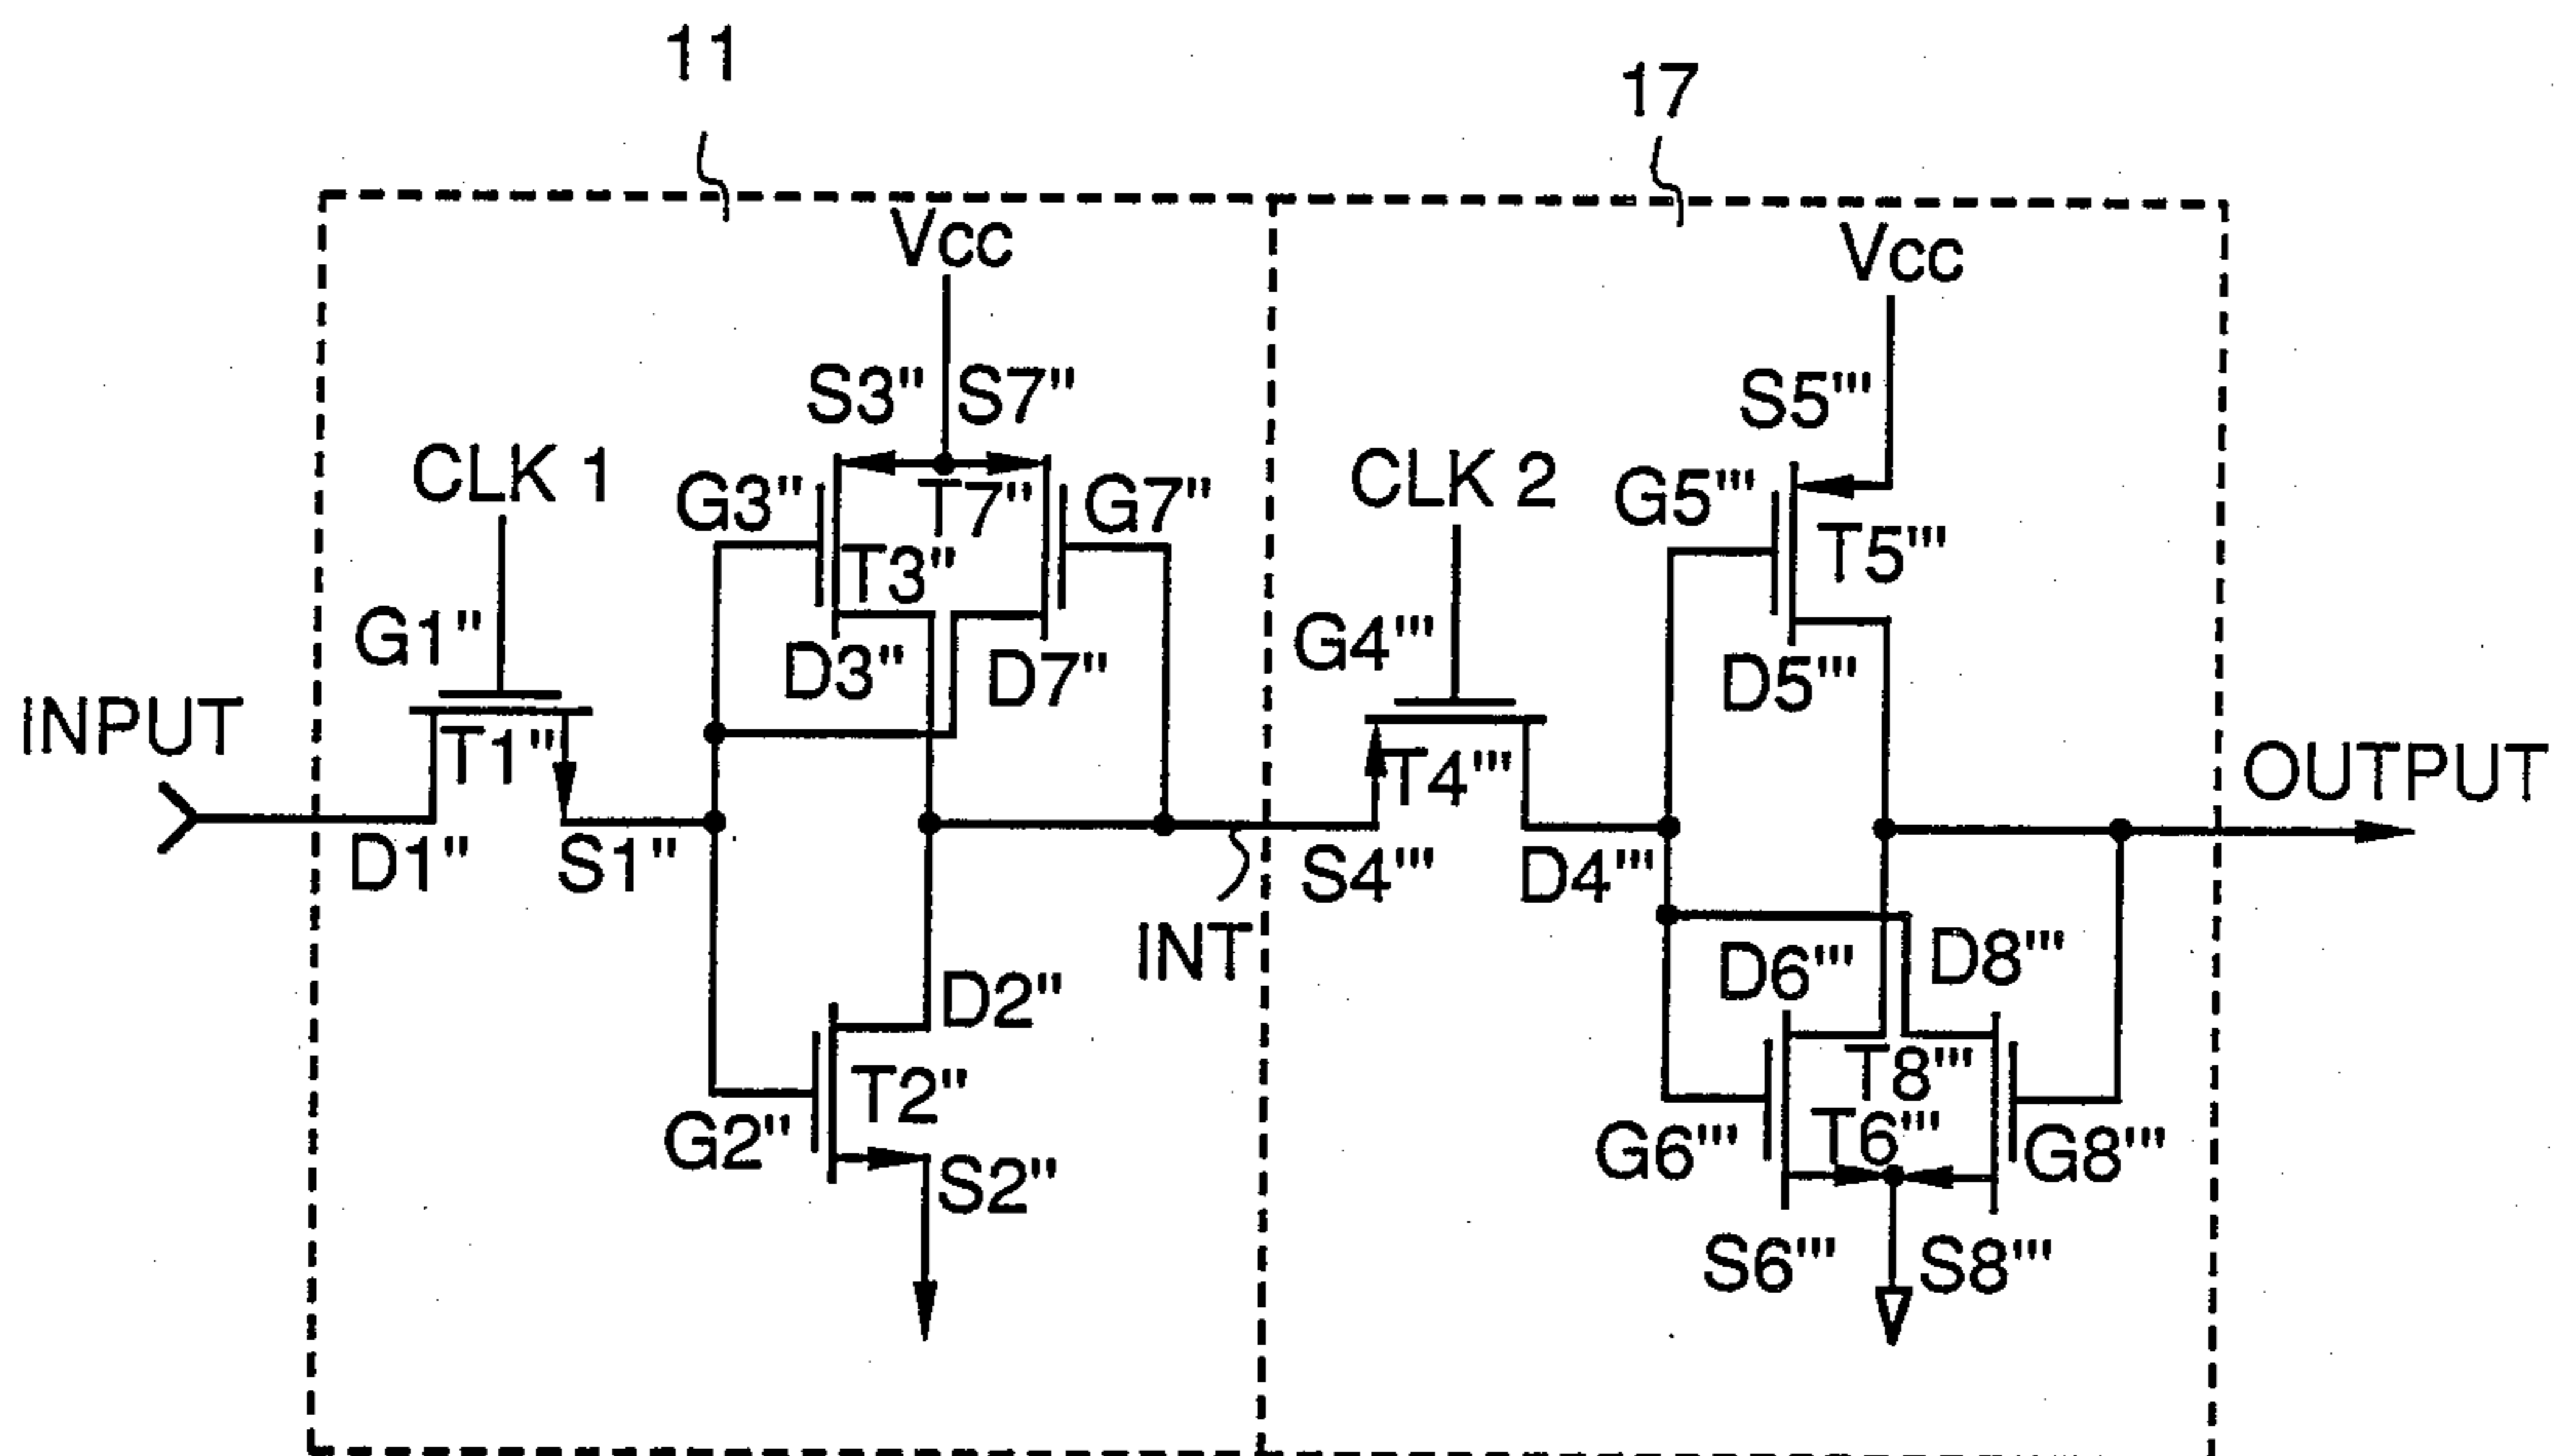 11
17
Vcc
Vcc
S3" S7"
S5'''
CLK 1
G3"
T7"
G7"
CLK 2
G5'''
T3"
T5'''
G1"
D3"
D7"
G4'''
D5'''
INPUT
T1"
T4'''
OUTPUT
D1"
S1"
S4'''
D4'''
INT
D2"
D6'''
D8'''
T2"
T8'''
G2"
T6'''
G6'''
G8'''
S2"
S6'''
S8'''